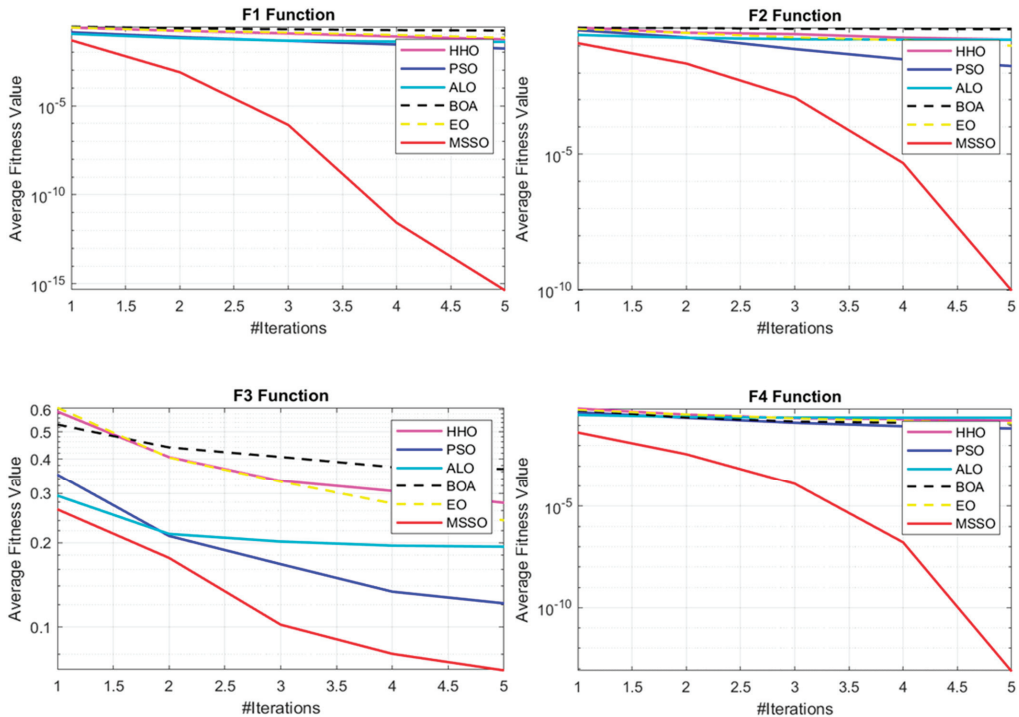 F1 Function
Average Fitness Value
10^-5
10^-10
10^-15
HHO
PSO
ALO
BOA
EO
MSSO
1 1.5 2 2.5 3 3.5 4 4.5 5
#Iterations
F2 Function
Average Fitness Value
10^-5
10^-10
HHO
PSO
ALO
BOA
EO
MSSO
1 1.5 2 2.5 3 3.5 4 4.5 5
#Iterations
F3 Function
Average Fitness Value
0.6
0.5
0.4
0.3
0.2
0.1
HHO
PSO
ALO
BOA
EO
MSSO
1 1.5 2 2.5 3 3.5 4 4.5 5
#Iterations
F4 Function
Average Fitness Value
10^-5
10^-10
HHO
PSO
ALO
BOA
EO
MSSO
1 1.5 2 2.5 3 3.5 4 4.5 5
#Iterations